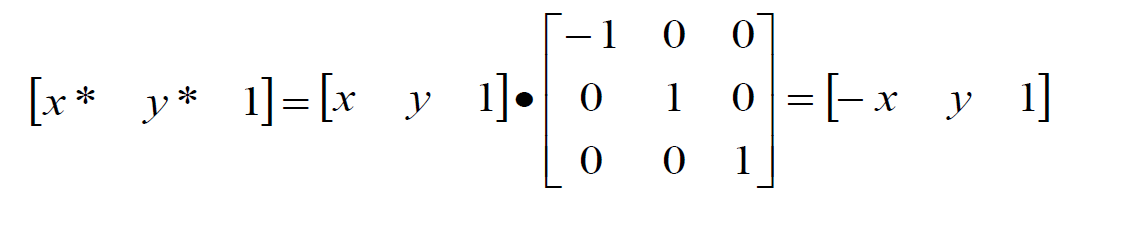 [x* y* 1]=[x y 1]•[−1 0 0
0 1 0
0 0 1]=[−x y 1]